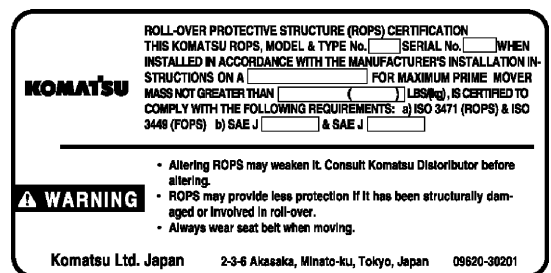 ROLL-OVER PROTECTIVE STRUCTURE (ROPS) CERTIFICATION
THIS KOMATSU ROPS, MODEL & TYPE No. SERIAL No. WHEN
INSTALLED IN ACCORDANCE WITH THE MANUFACTURER'S INSTALLATION IN-
STRUCTIONS ON A FOR MAXIMUM PRIME MOVER
MASS NOT GREATER THAN ( ) LBS(kg), IS CERTIFIED TO
COMPLY WITH THE FOLLOWING REQUIREMENTS: a) ISO 3471 (ROPS) & ISO
3449 (FOPS) b) SAE J & SAE J
KOMATSU
• Altering ROPS may weaken it. Consult Komatsu Distoributor before
altering.
• ROPS may provide less protection if it has been structurally dam-
aged or involved in roll-over.
• Always wear seat belt when moving.
WARNING
Komatsu Ltd. Japan 2-3-6 Akasaka, Minato-ku, Tokyo, Japan 09620-30201